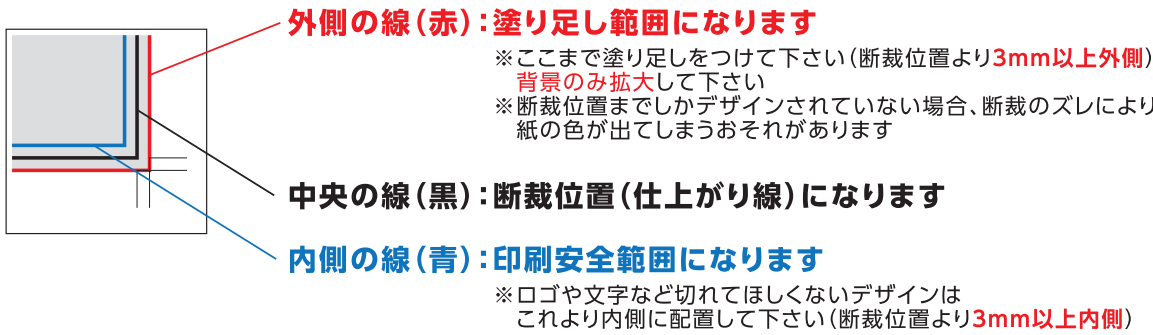 外側の線（赤）：塗り足し範囲になります
※ここまで塗り足しをつけて下さい（断裁位置より3mm以上外側）
背景のみ拡大して下さい
※断裁位置までしかデザインされていない場合、断裁のズレにより
紙の色が出てしまうおそれがあります
中央の線（黒）：断裁位置（仕上がり線）になります
内側の線（青）：印刷安全範囲になります
※ロゴや文字など切れてほしくないデザインは
これより内側に配置して下さい（断裁位置より3mm以上内側）